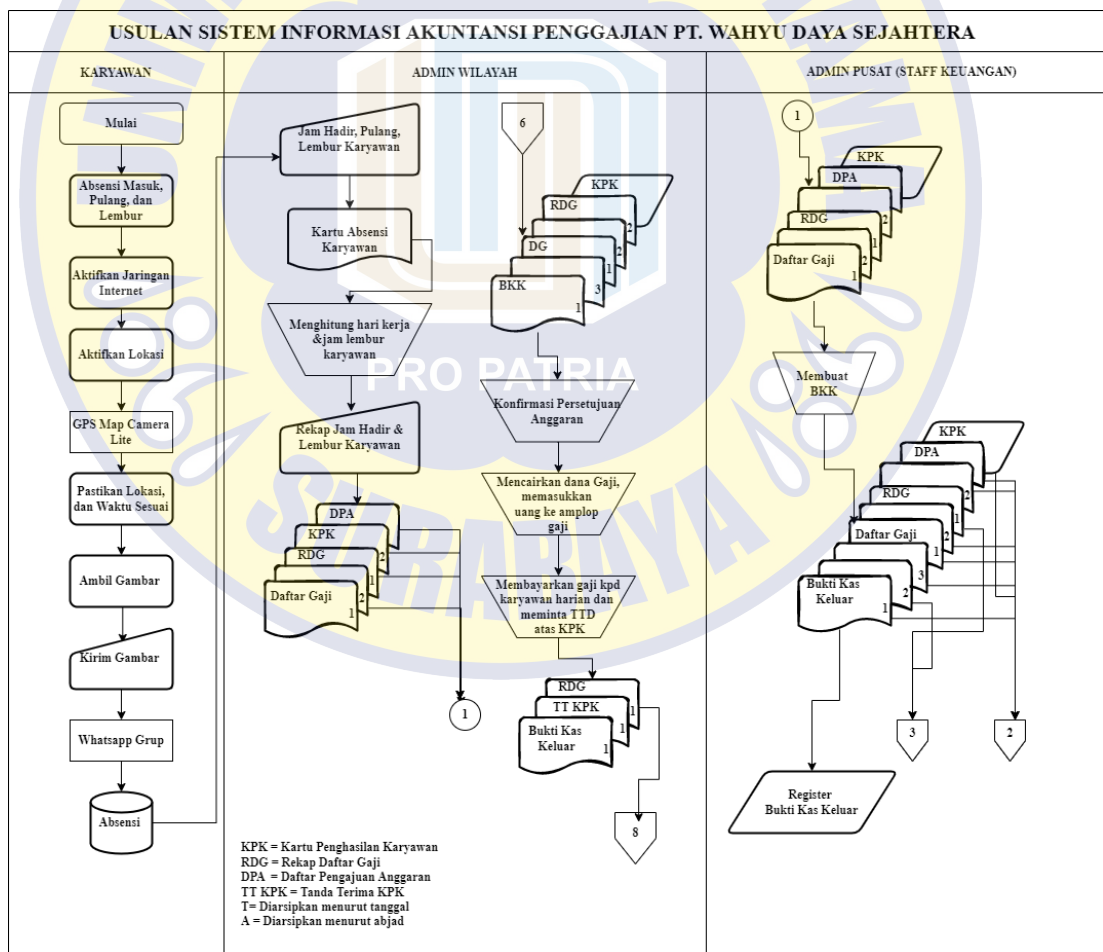 USULAN SISTEM INFORMASI AKUNTANSI PENGGAJIAN PT. WAHYU DAYA SEJAHTERA
KARYAWAN
ADMIN WILAYAH
ADMIN PUSAT (STAFF KEUANGAN)
Mulai
Absensi Masuk,
Pulang, dan
Lembur
Aktifkan Jaringan
Internet
Aktifkan Lokasi
GPS Map Camera
Lite
Pastikan Lokasi,
dan Waktu Sesuai
Ambil Gambar
Kirim Gambar
Whatsapp Grup
Absensi
Jam Hadir, Pulang,
Lembur Karyawan
Kartu Absensi
Karyawan
Menghitung hari kerja
&jam lembur
karyawan
Rekap Jam Hadir &
Lembur Karyawan
DPA
KPK
RDG
2
1
Daftar Gaji
2
1
1
KPK = Kartu Penghasilan Karyawan
RDG = Rekap Daftar Gaji
DPA = Daftar Pengajuan Anggaran
TT KPK = Tanda Terima KPK
T= Diarsipkan menurut tanggal
A = Diarsipkan menurut abjad
6
KPK
RDG
2
DG
2
1
BKK
3
1
Konfirmasi Persetujuan
Anggaran
Mencairkan dana Gaji,
memasukkan
uang ke amplop
gaji
Membayarkan gaji kpd
karyawan harian dan
meminta TTD
atas KPK
RDG
TT KPK
1
Bukti Kas
Keluar
1
1
8
1
KPK
DPA
RDG
2
1
Daftar Gaji
2
1
Membuat
BKK
KPK
DPA
RDG
2
1
Daftar Gaji
2
1
3
Bukti Kas
Keluar
2
1
3
2
Register
Bukti Kas Keluar
PRO PATRIA
SURABAYA